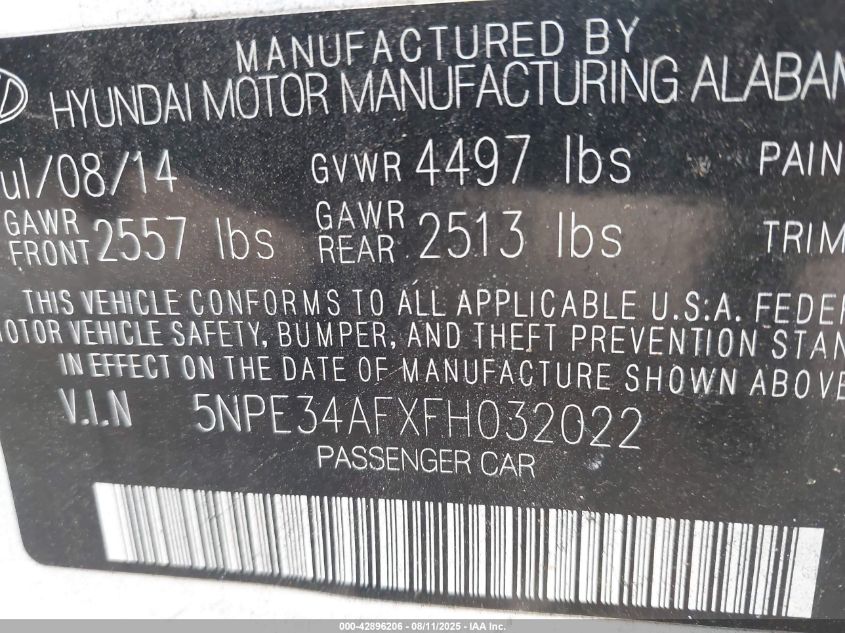 MANUFACTURED BY
HYUNDAI MOTOR MANUFACTURING ALABAM
ul/08/14 GVWR 4497 lbs PAIN
GAWR FRONT 2557 lbs GAWR REAR 2513 lbs TRIM
THIS VEHICLE CONFORMS TO ALL APPLICABLE U.S.A. FEDER
MOTOR VEHICLE SAFETY, BUMPER, AND THEFT PREVENTION STAN
IN EFFECT ON THE DATE OF MANUFACTURE SHOWN ABOVE
V.I.N 5NPE34AFXFH032022
PASSENGER CAR
000-42896206 - 08/11/2025 - IAA Inc.